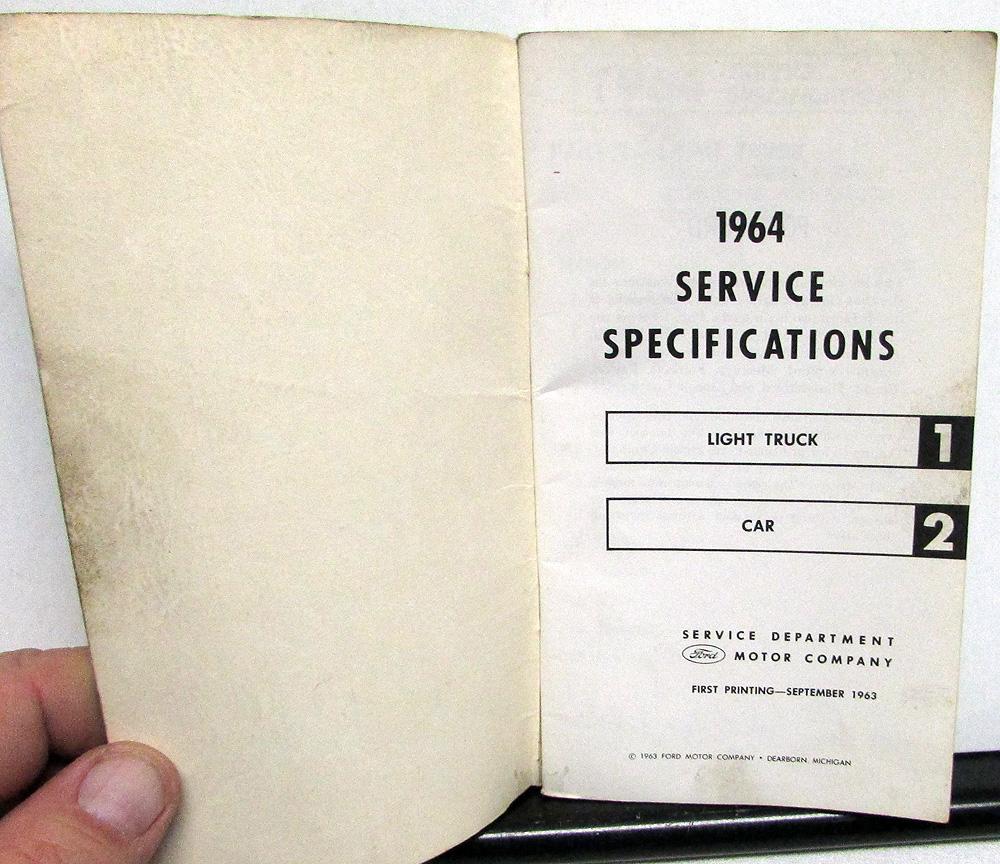 1964
SERVICE
SPECIFICATIONS
LIGHT TRUCK 1
CAR 2
SERVICE DEPARTMENT
Ford MOTOR COMPANY
FIRST PRINTING—SEPTEMBER 1963
© 1963 FORD MOTOR COMPANY • DEARBORN, MICHIGAN